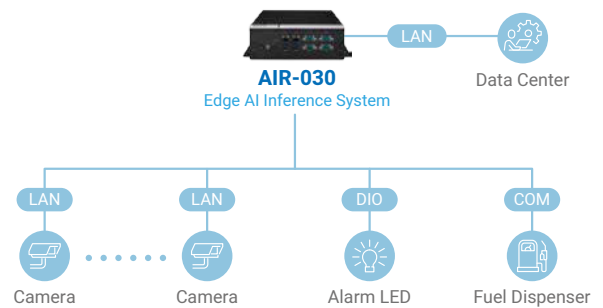 LAN
AIR-030
Data Center
Edge AI Inference System
LAN
LAN
DIO
COM
Camera
Camera
Alarm LED
Fuel Dispenser